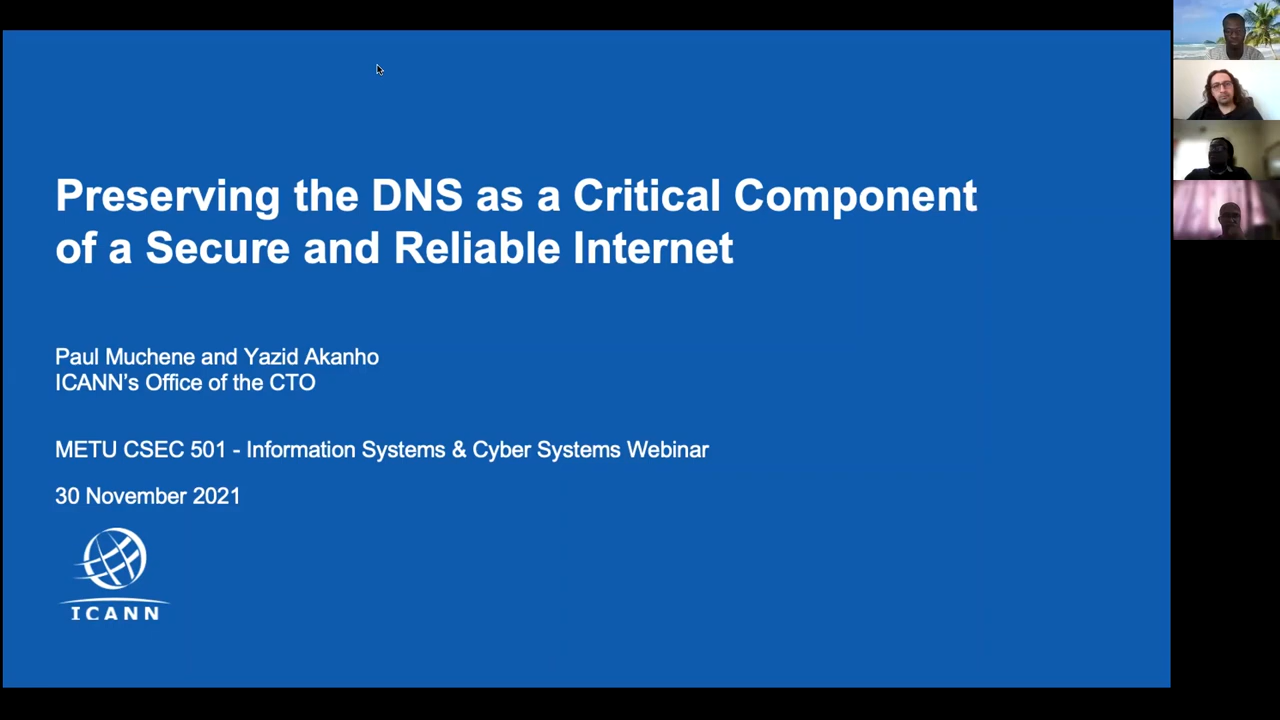 Preserving the DNS as a Critical Component
of a Secure and Reliable Internet
Paul Muchene and Yazid Akanho
ICANN’s Office of the CTO
METU CSEC 501 - Information Systems & Cyber Systems Webinar
30 November 2021
ICANN